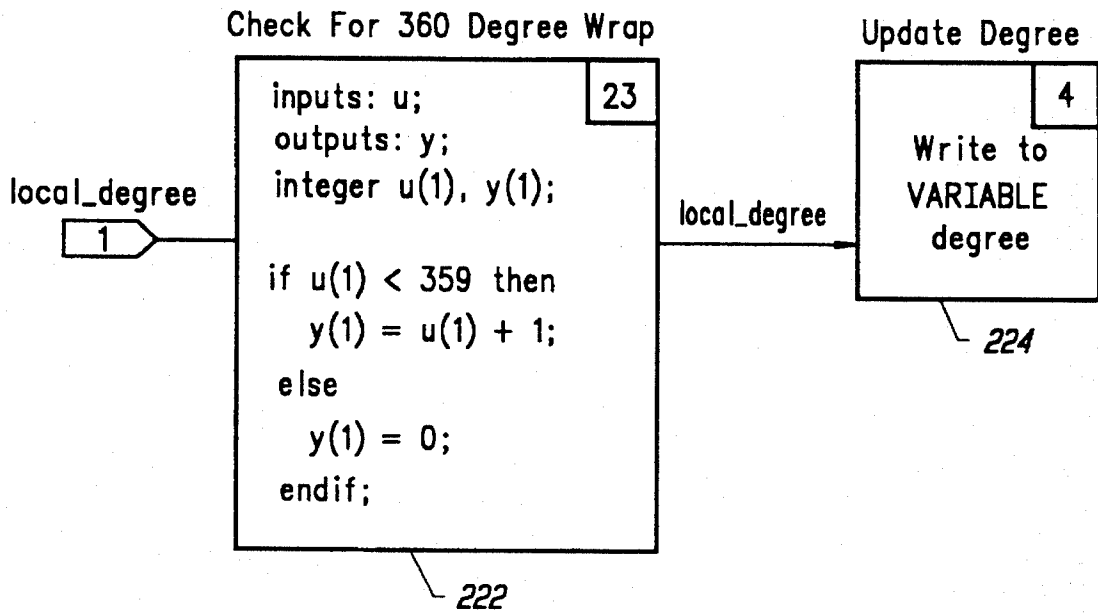 Check For 360 Degree Wrap
Update Degree
local_degree
1
23
inputs: u;
outputs: y;
integer u(1), y(1);
if u(1) < 359 then
y(1) = u(1) + 1;
else
y(1) = 0;
endif;
222
local_degree
4
Write to
VARIABLE
degree
224